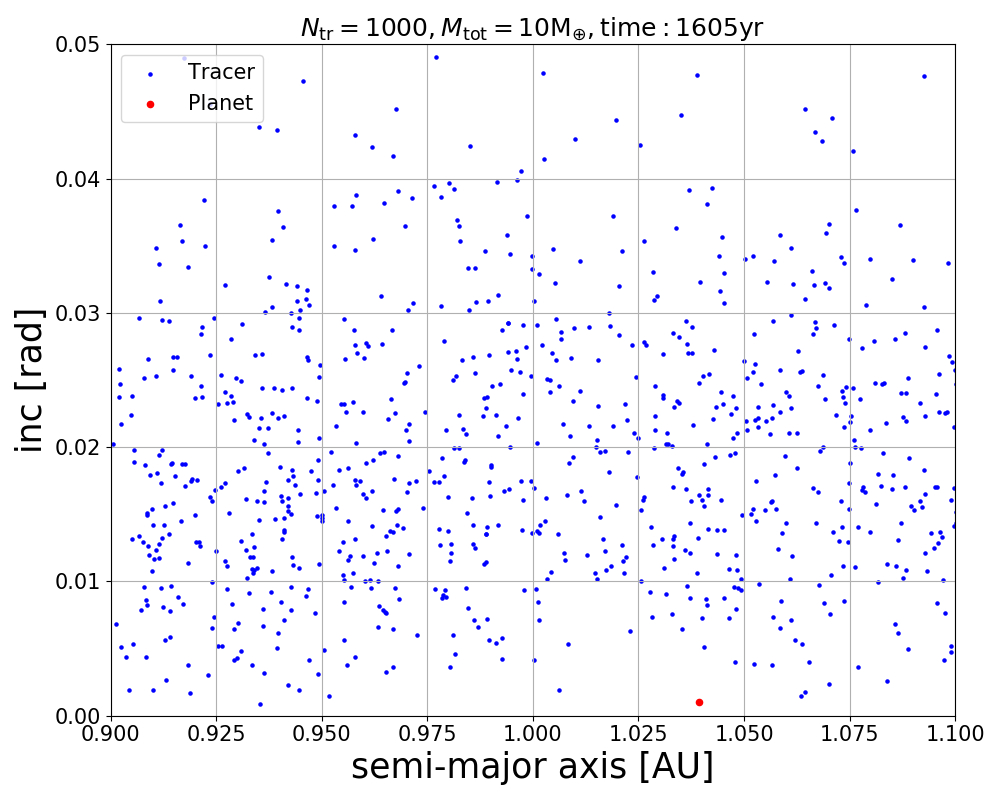 N_tr = 1000, M_tot = 10M_⊕, time : 1605yr
0.05
Tracer
Planet
0.04
0.03
inc [rad]
0.02
0.01
0.00
0.900 0.925 0.950 0.975 1.000 1.025 1.050 1.075 1.100
semi-major axis [AU]